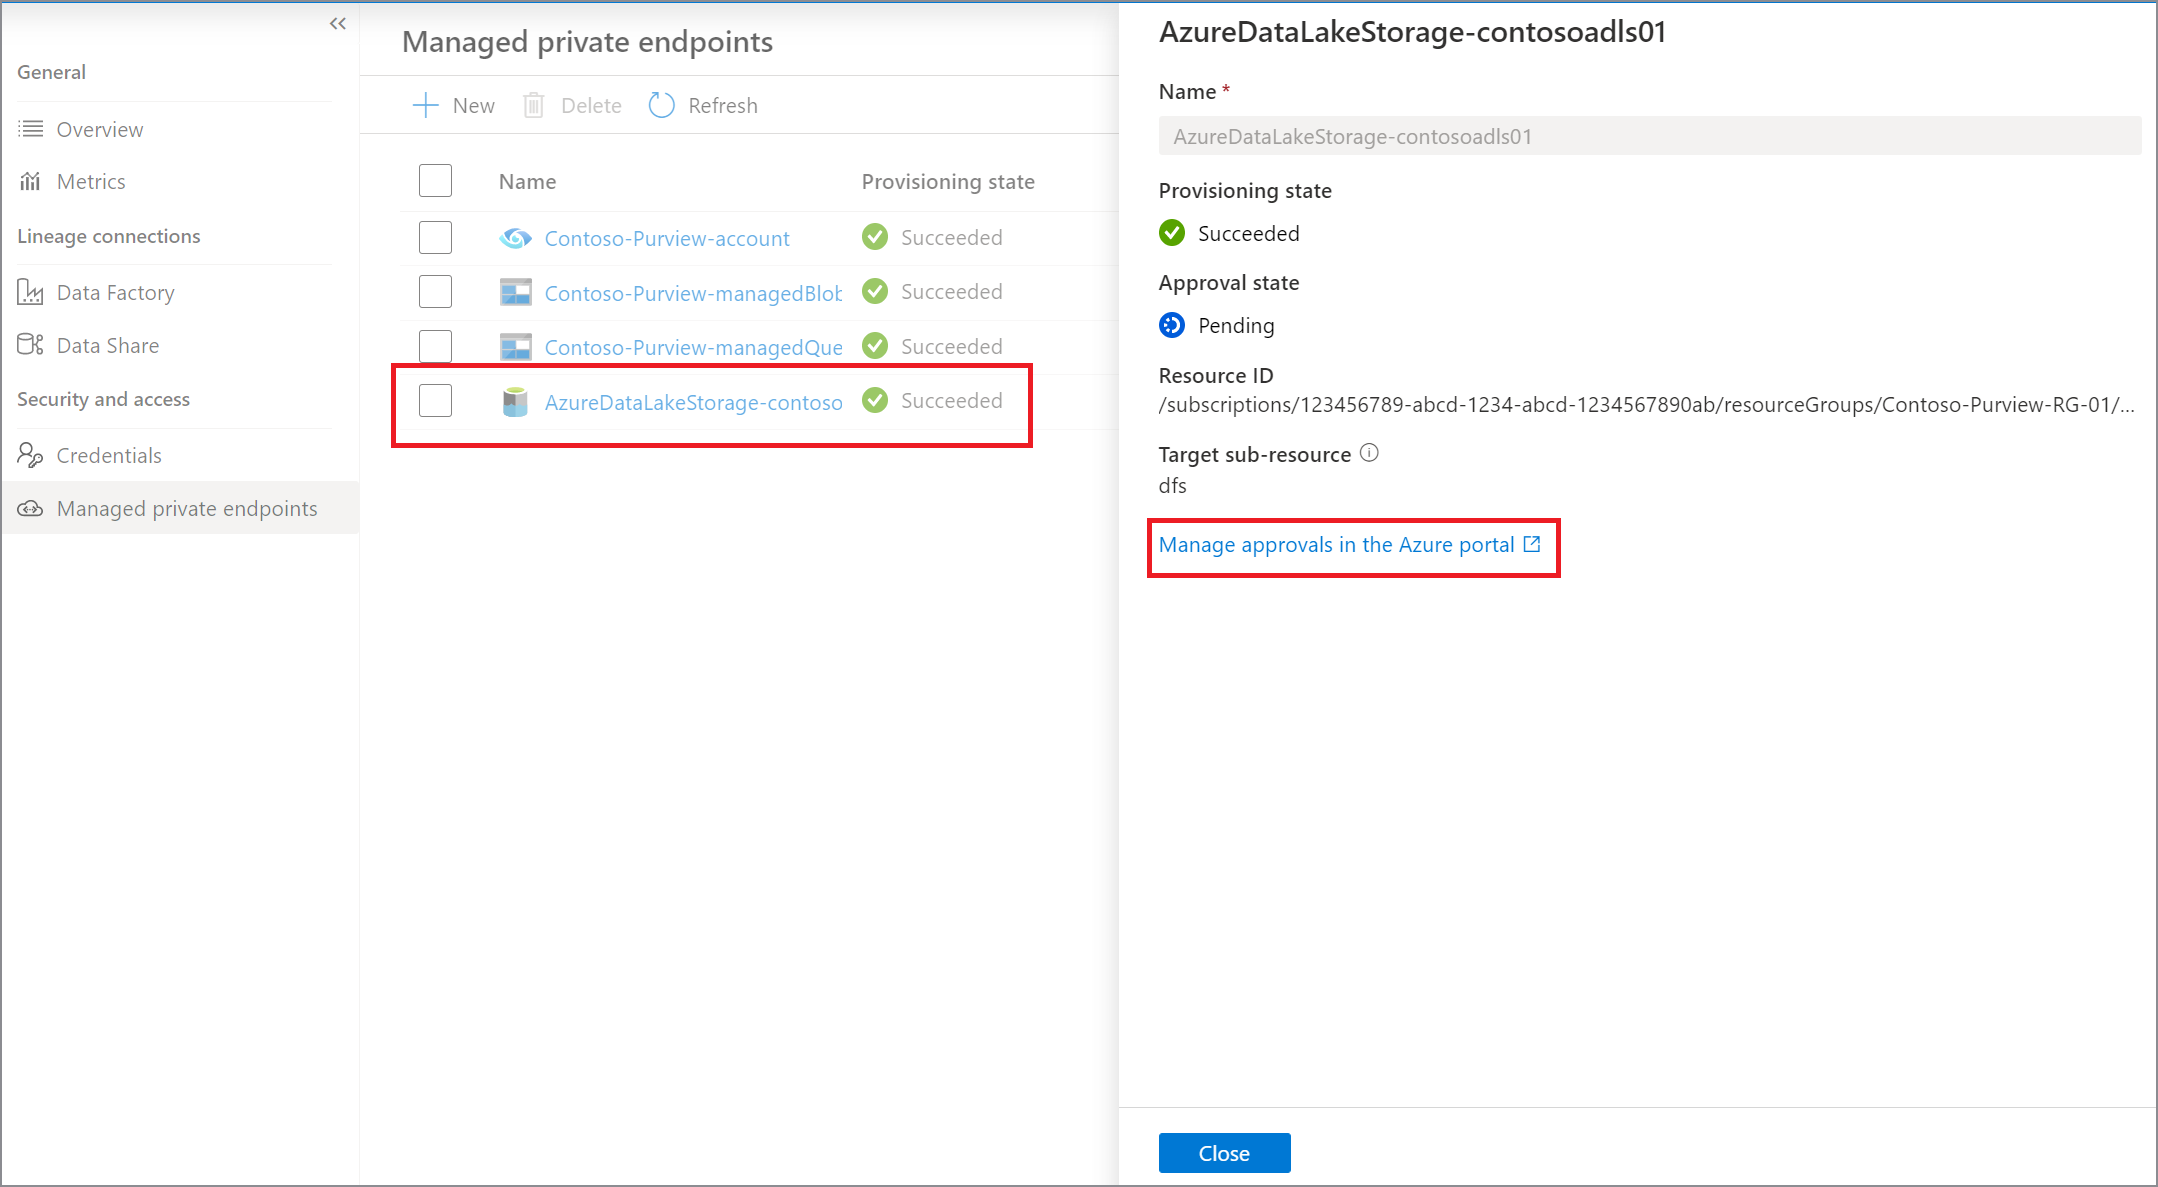 General
Overview
Metrics
Lineage connections
Data Factory
Data Share
Security and access
Credentials
Managed private endpoints
Managed private endpoints
New Delete Refresh
Name Provisioning state
Contoso-Purview-account Succeeded
Contoso-Purview-managedBlob Succeeded
Contoso-Purview-managedQue Succeeded
AzureDataLakeStorage-contoso Succeeded
AzureDataLakeStorage-contosoadls01
Name *
AzureDataLakeStorage-contosoadls01
Provisioning state
Succeeded
Approval state
Pending
Resource ID
/subscriptions/123456789-abcd-1234-abcd-1234567890ab/resourceGroups/Contoso-Purview-RG-01/...
Target sub-resource
dfs
Manage approvals in the Azure portal
Close